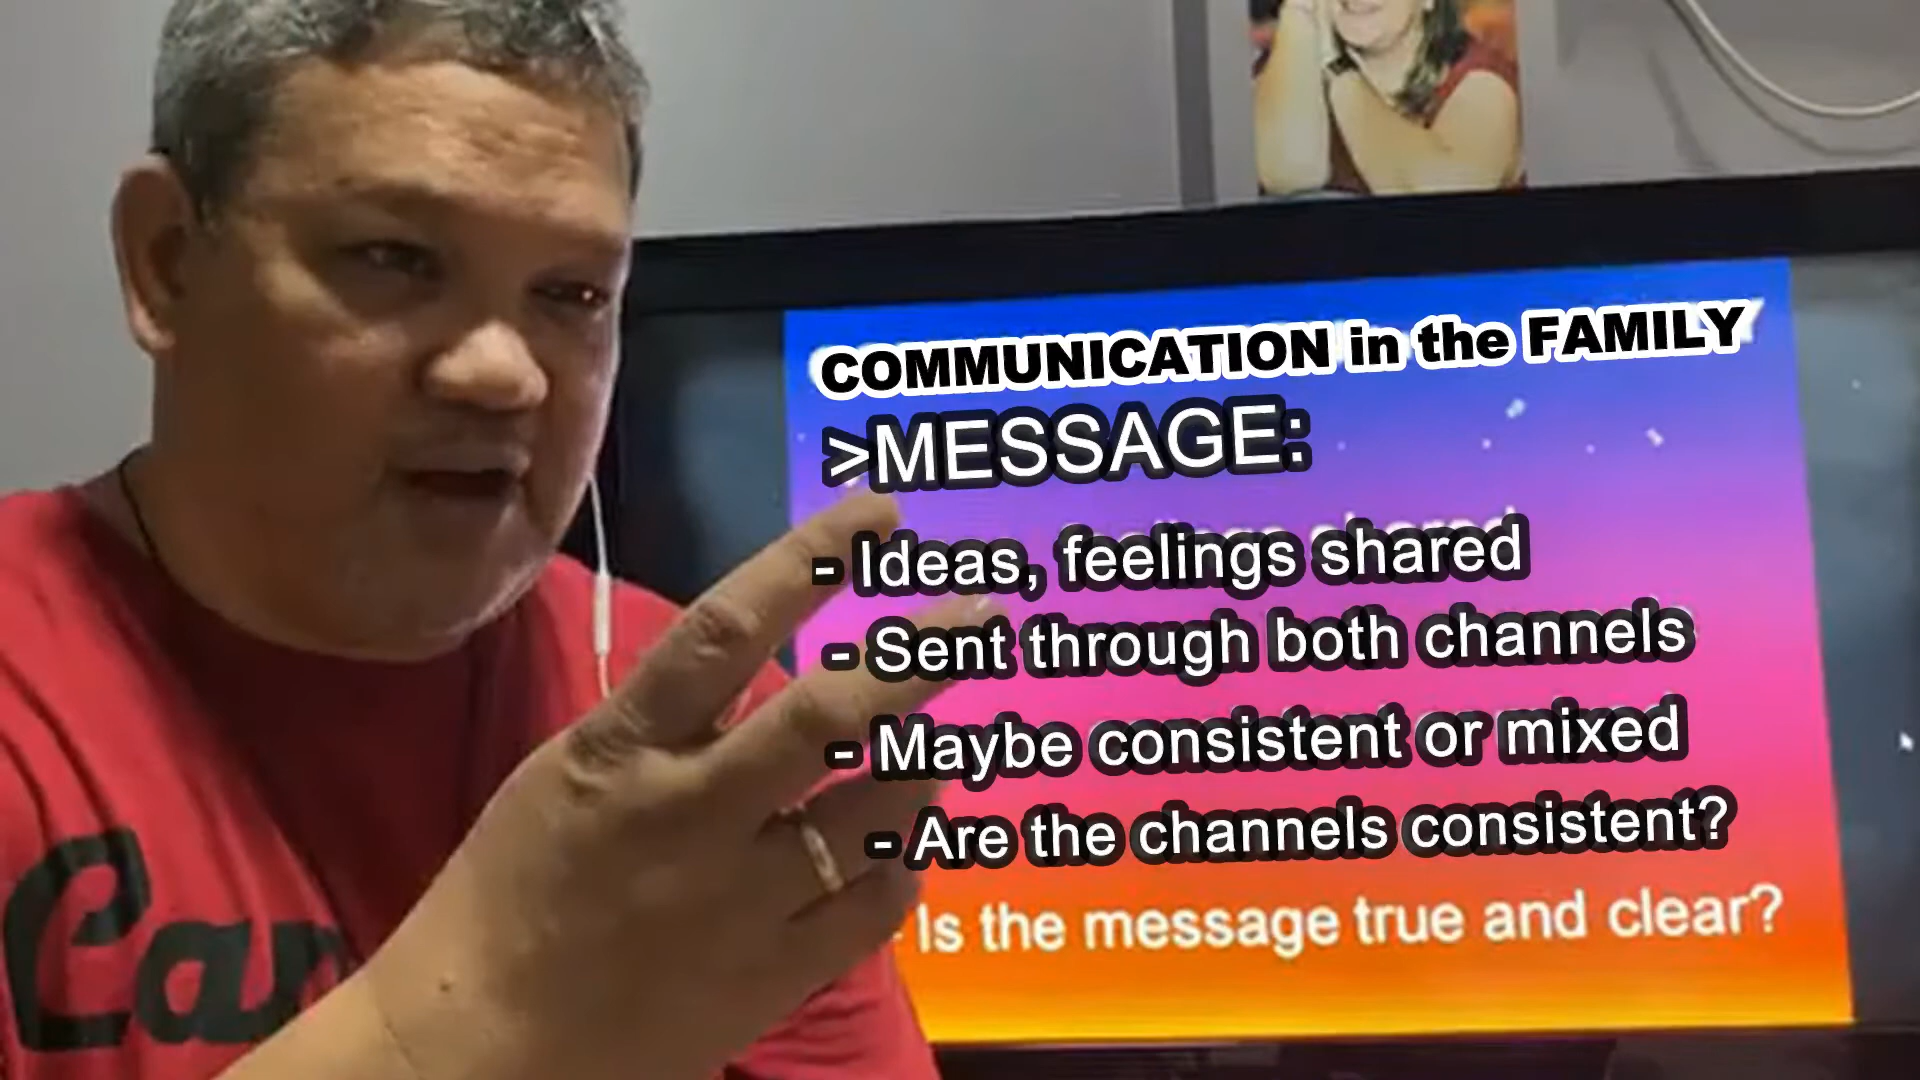 COMMUNICATION in the FAMILY
>MESSAGE:
- Ideas, feelings shared
- Sent through both channels
- Maybe consistent or mixed
- Are the channels consistent?
- Is the message true and clear?